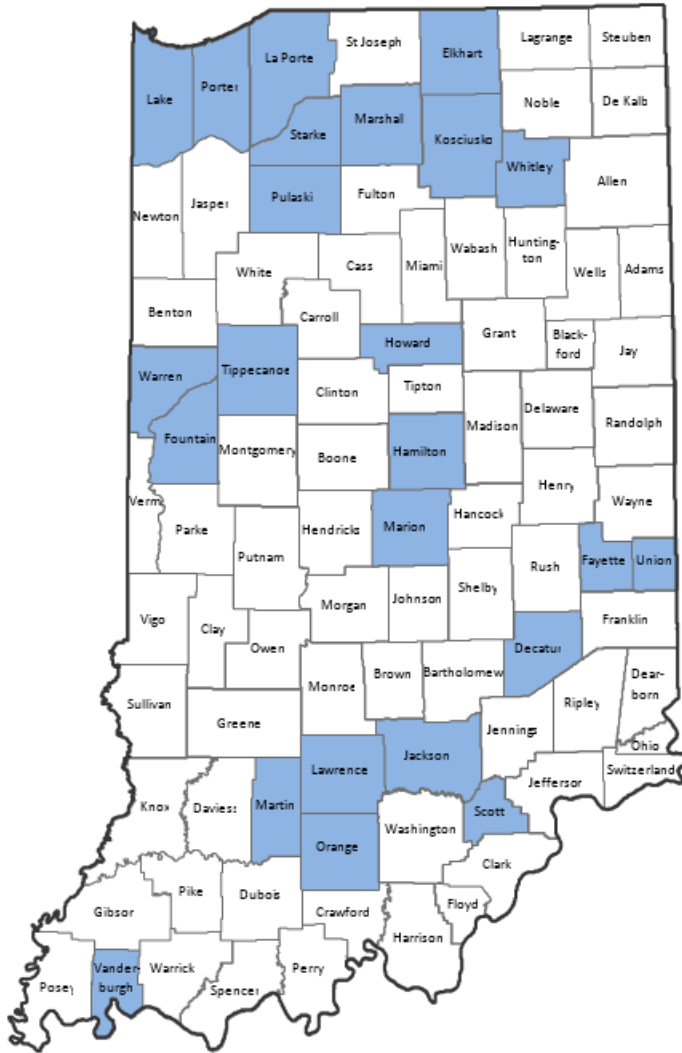 St Joseph
Lagrange
Steuben
La Porte
Elkhart
Lake
Porter
Noble
De Kalb
Starke
Marshall
Kosciusko
Whitley
Allen
Pulaski
Fulton
Newton
Jasper
Wabash
Hunting-
ton
White
Cass
Miami
Wells
Adams
Benton
Carroll
Grant
Black-
ford
Jay
Howard
Warren
Tippecanoe
Clinton
Tipton
Delaware
Madison
Randolph
Fountain
Montgomery
Boone
Hamilton
Henry
Verm
Wayne
Parke
Hendricks
Marion
Hancock
Putnam
Rush
Fayette
Union
Shelby
Morgan
Johnson
Vigo
Clay
Franklin
Owen
Decatur
Brown
Bartholomew
Dear-
born
Sullivan
Monroe
Ripley
Greene
Jennings
Ohio
Jackson
Lawrence
Switzerland
Jefferson
Knox
Daviess
Martin
Scott
Washington
Orange
Clark
Pike
Dubois
Floyd
Gibson
Crawford
Harrison
Vander-
burgh
Warrick
Perry
Posey
Spencer